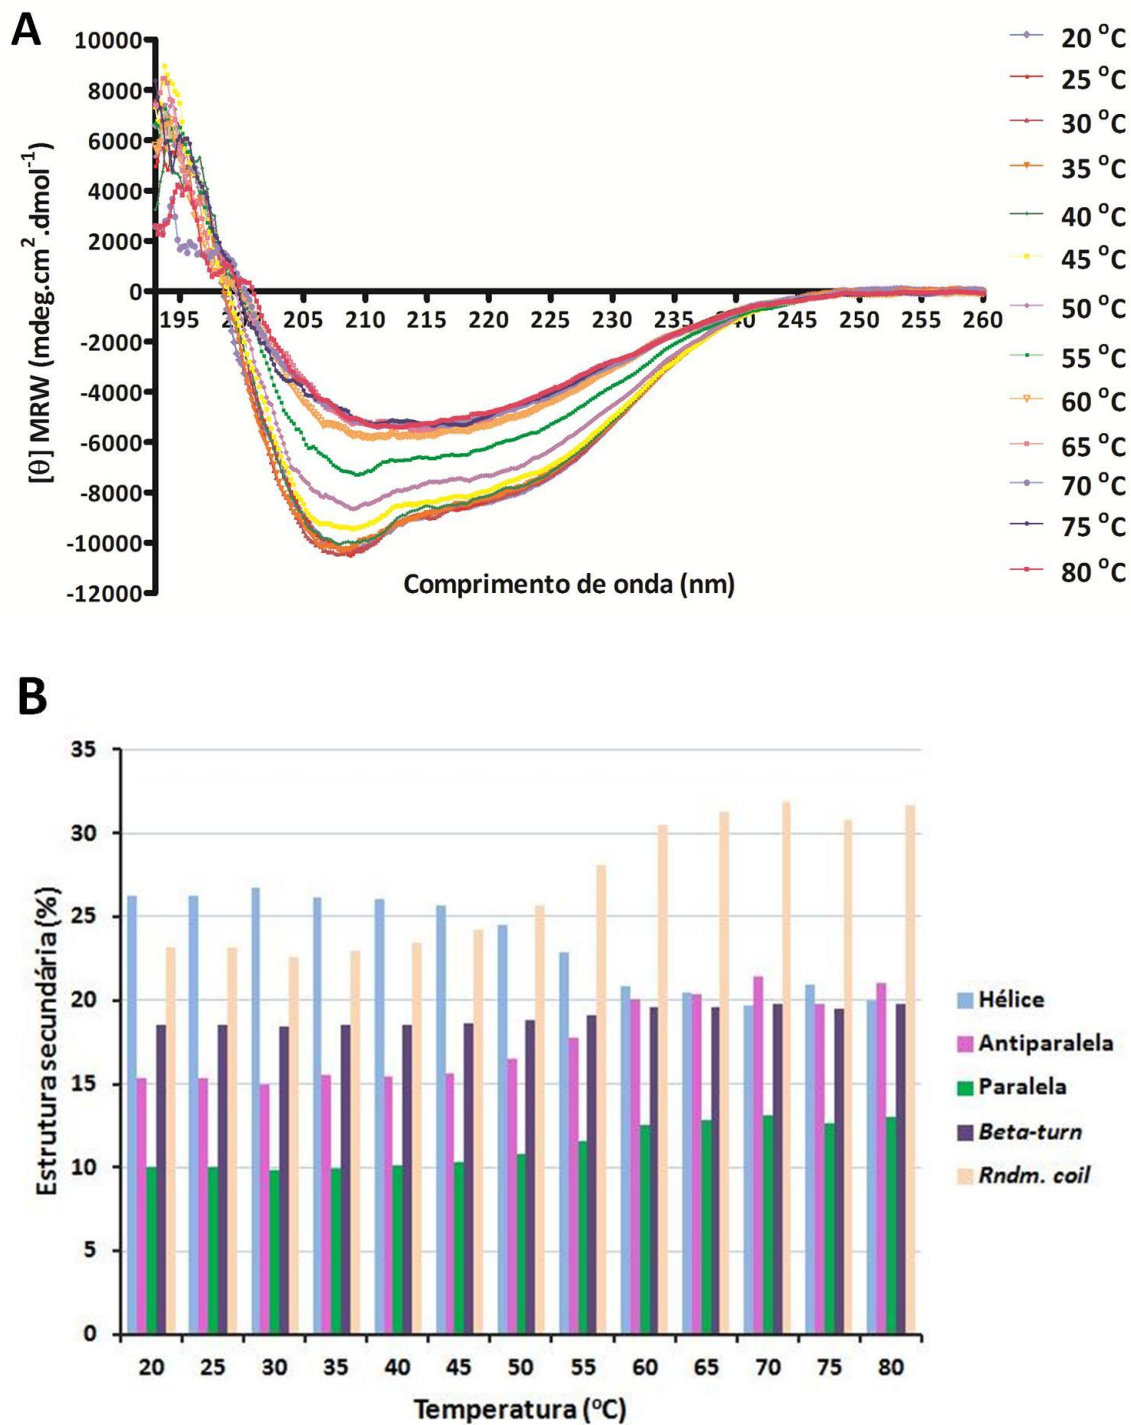 A
10000
8000
6000
4000
2000
0
-2000
-4000
-6000
-8000
-10000
-12000
[θ] MRW (mdeg.cm².dmol⁻¹)
195 205 210 215 220 225 230 235 240 245 250 255 260
Comprimento de onda (nm)
20 °C
25 °C
30 °C
35 °C
40 °C
45 °C
50 °C
55 °C
60 °C
65 °C
70 °C
75 °C
80 °C
B
35
30
25
20
15
10
5
0
Estrutura secundária (%)
20 25 30 35 40 45 50 55 60 65 70 75 80
Temperatura (°C)
Hélice
Antiparalela
Paralela
Beta-turn
Rndm. coil